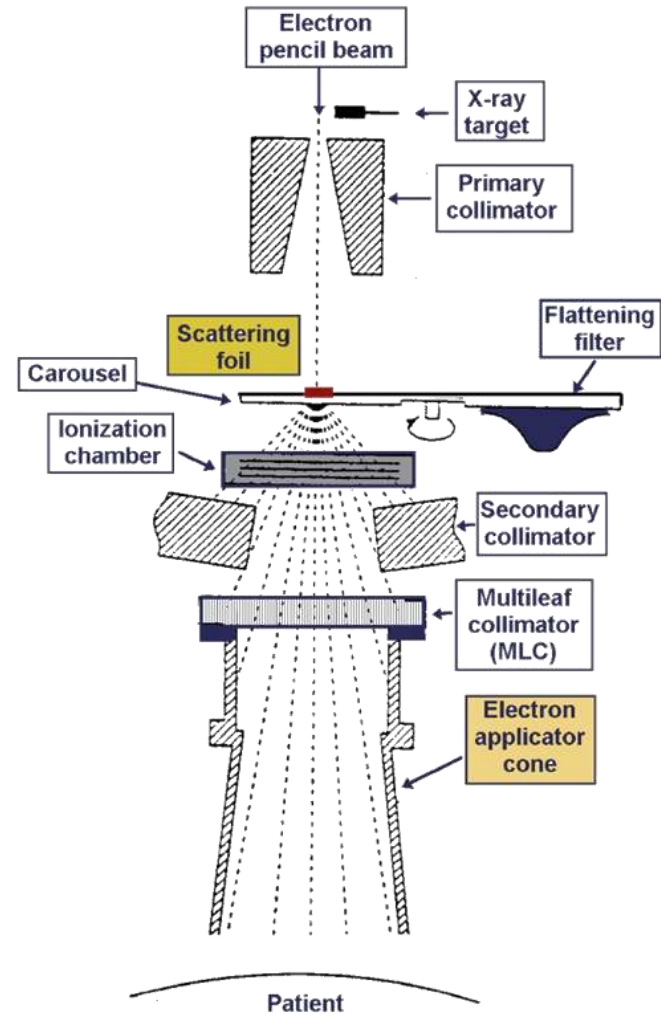 Electron
pencil beam
X-ray
target
Primary
collimator
Scattering
foil
Flattening
filter
Carousel
Ionization
chamber
Secondary
collimator
Multileaf
collimator
(MLC)
Electron
applicator
cone
Patient